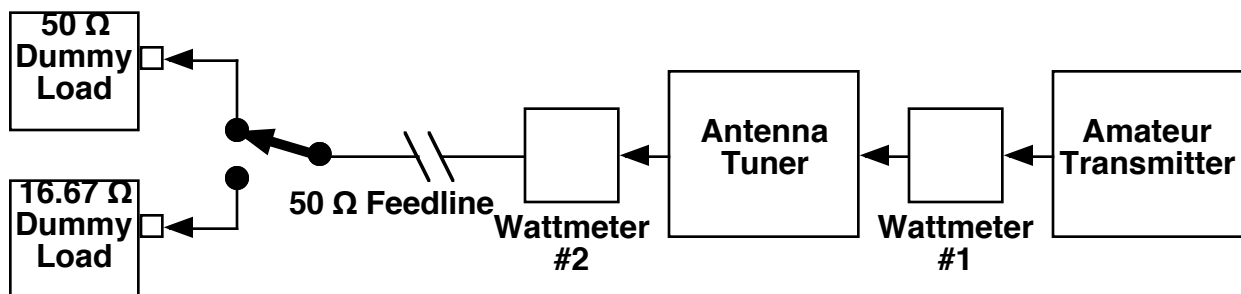 50 Ω
Dummy
Load
16.67 Ω
Dummy
Load
50 Ω Feedline
Wattmeter
#2
Antenna
Tuner
Wattmeter
#1
Amateur
Transmitter